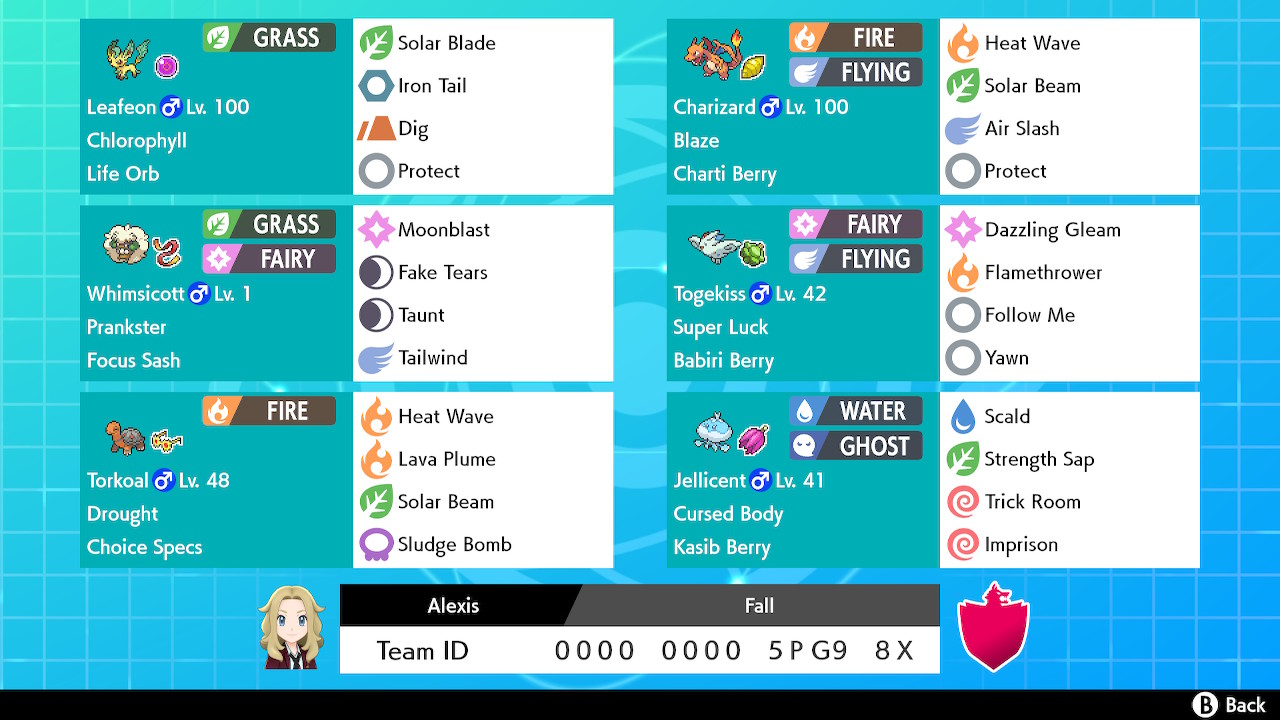 GRASS
Leafeon ♂ Lv. 100
Chlorophyll
Life Orb
Solar Blade
Iron Tail
Dig
Protect
FIRE
FLYING
Charizard ♂ Lv. 100
Blaze
Charti Berry
Heat Wave
Solar Beam
Air Slash
Protect
GRASS
FAIRY
Whimsicott ♂ Lv. 1
Prankster
Focus Sash
Moonblast
Fake Tears
Taunt
Tailwind
FAIRY
FLYING
Togekiss ♂ Lv. 42
Super Luck
Babiri Berry
Dazzling Gleam
Flamethrower
Follow Me
Yawn
FIRE
Torkoal ♂ Lv. 48
Drought
Choice Specs
Heat Wave
Lava Plume
Solar Beam
Sludge Bomb
WATER
GHOST
Jellicent ♂ Lv. 41
Cursed Body
Kasib Berry
Scald
Strength Sap
Trick Room
Imprison
Alexis Fall
Team ID 0000 0000 5PG9 8X
B Back